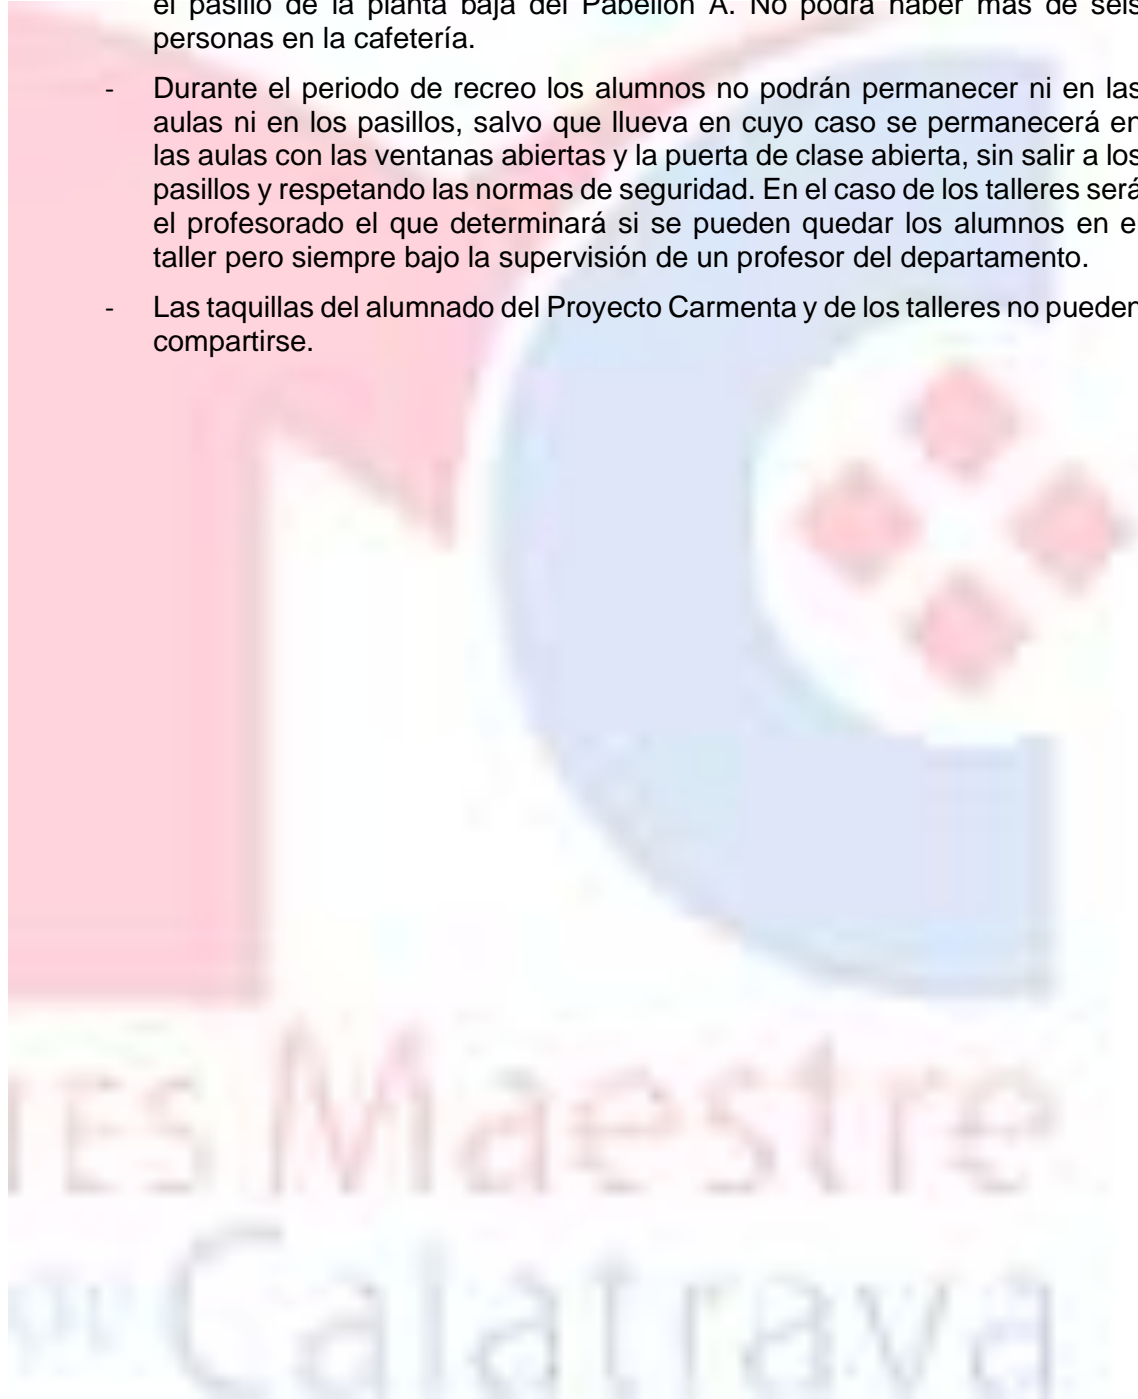 el pasillo de la planta baja del Pabellón A. No podrá haber más de seis
personas en la cafetería.
- Durante el periodo de recreo los alumnos no podrán permanecer ni en las
aulas ni en los pasillos, salvo que llueva en cuyo caso se permanecerá en
las aulas con las ventanas abiertas y la puerta de clase abierta, sin salir a los
pasillos y respetando las normas de seguridad. En el caso de los talleres será
el profesorado el que determinará si se pueden quedar los alumnos en el
taller pero siempre bajo la supervisión de un profesor del departamento.
- Las taquillas del alumnado del Proyecto Carmenta y de los talleres no pueden
compartirse.
IES Maestre
de Calatrava